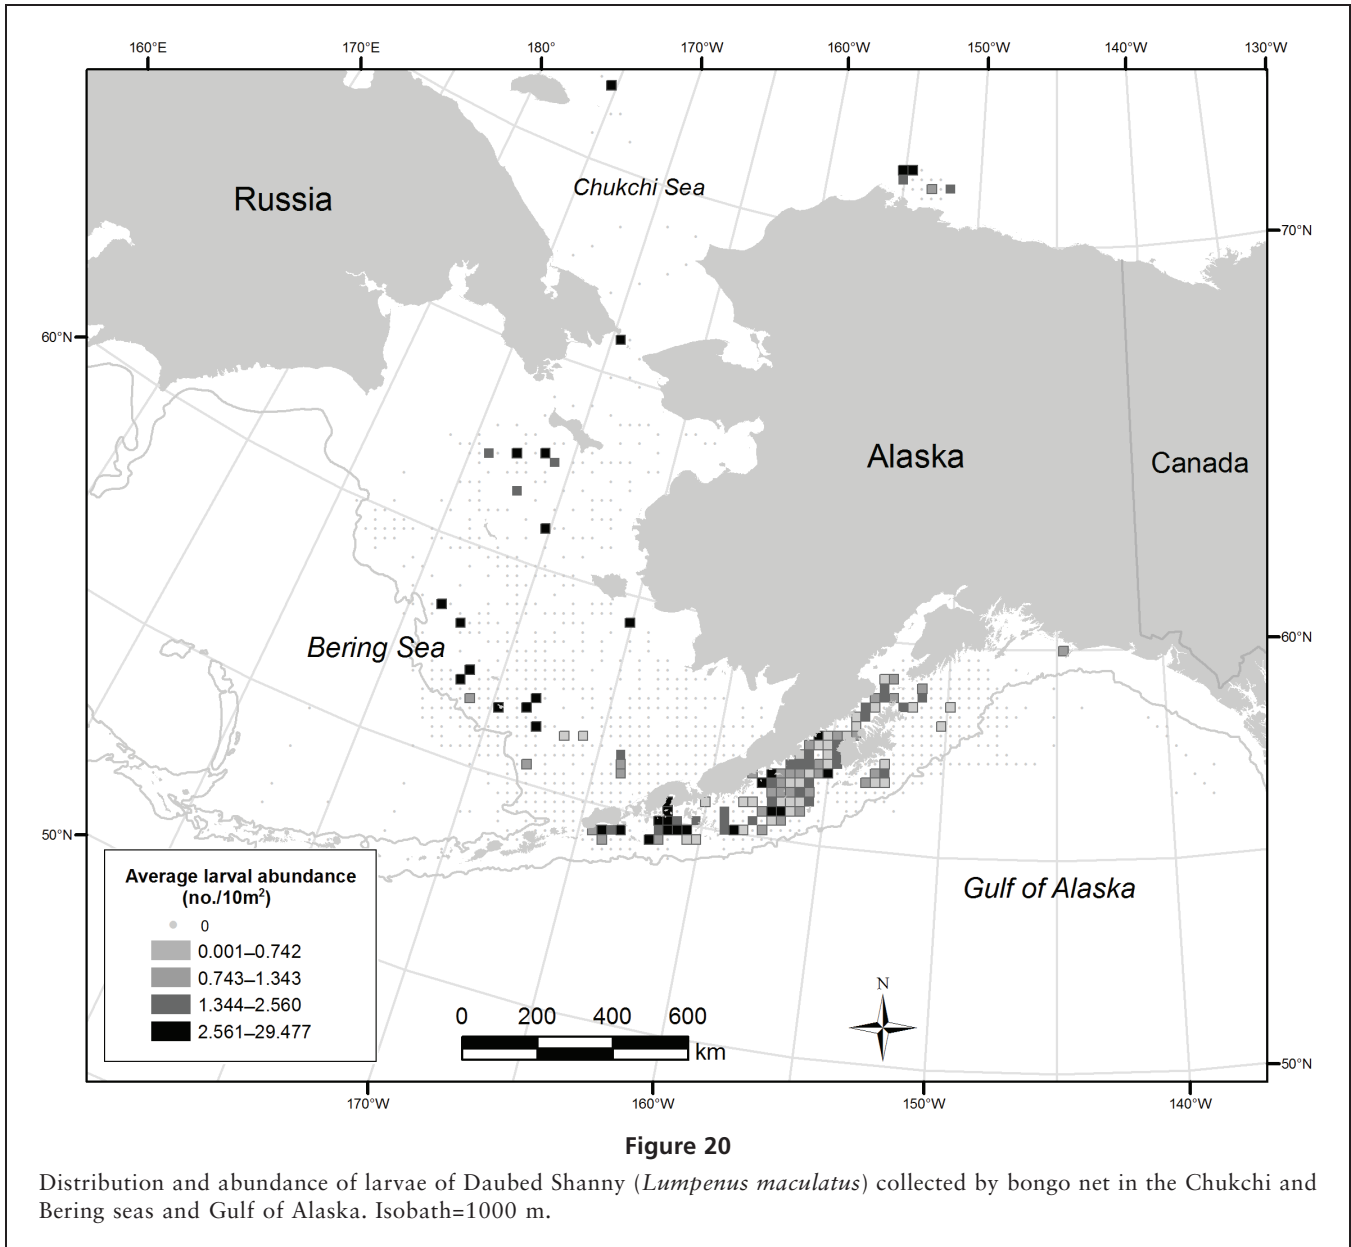 160°E 170°E 180° 170°W 160°W 150°W 140°W 130°W
Chukchi Sea
Russia
70°N
60°N
Alaska
Canada
Bering Sea
60°N
50°N
Gulf of Alaska
Average larval abundance
(no./10m²)
0
0.001–0.742
0.743–1.343
1.344–2.560
2.561–29.477
N
0 200 400 600
km
50°N
170°W 160°W 150°W 140°W
Figure 20
Distribution and abundance of larvae of Daubed Shanny (Lumpenus maculatus) collected by bongo net in the Chukchi and
Bering seas and Gulf of Alaska. Isobath=1000 m.